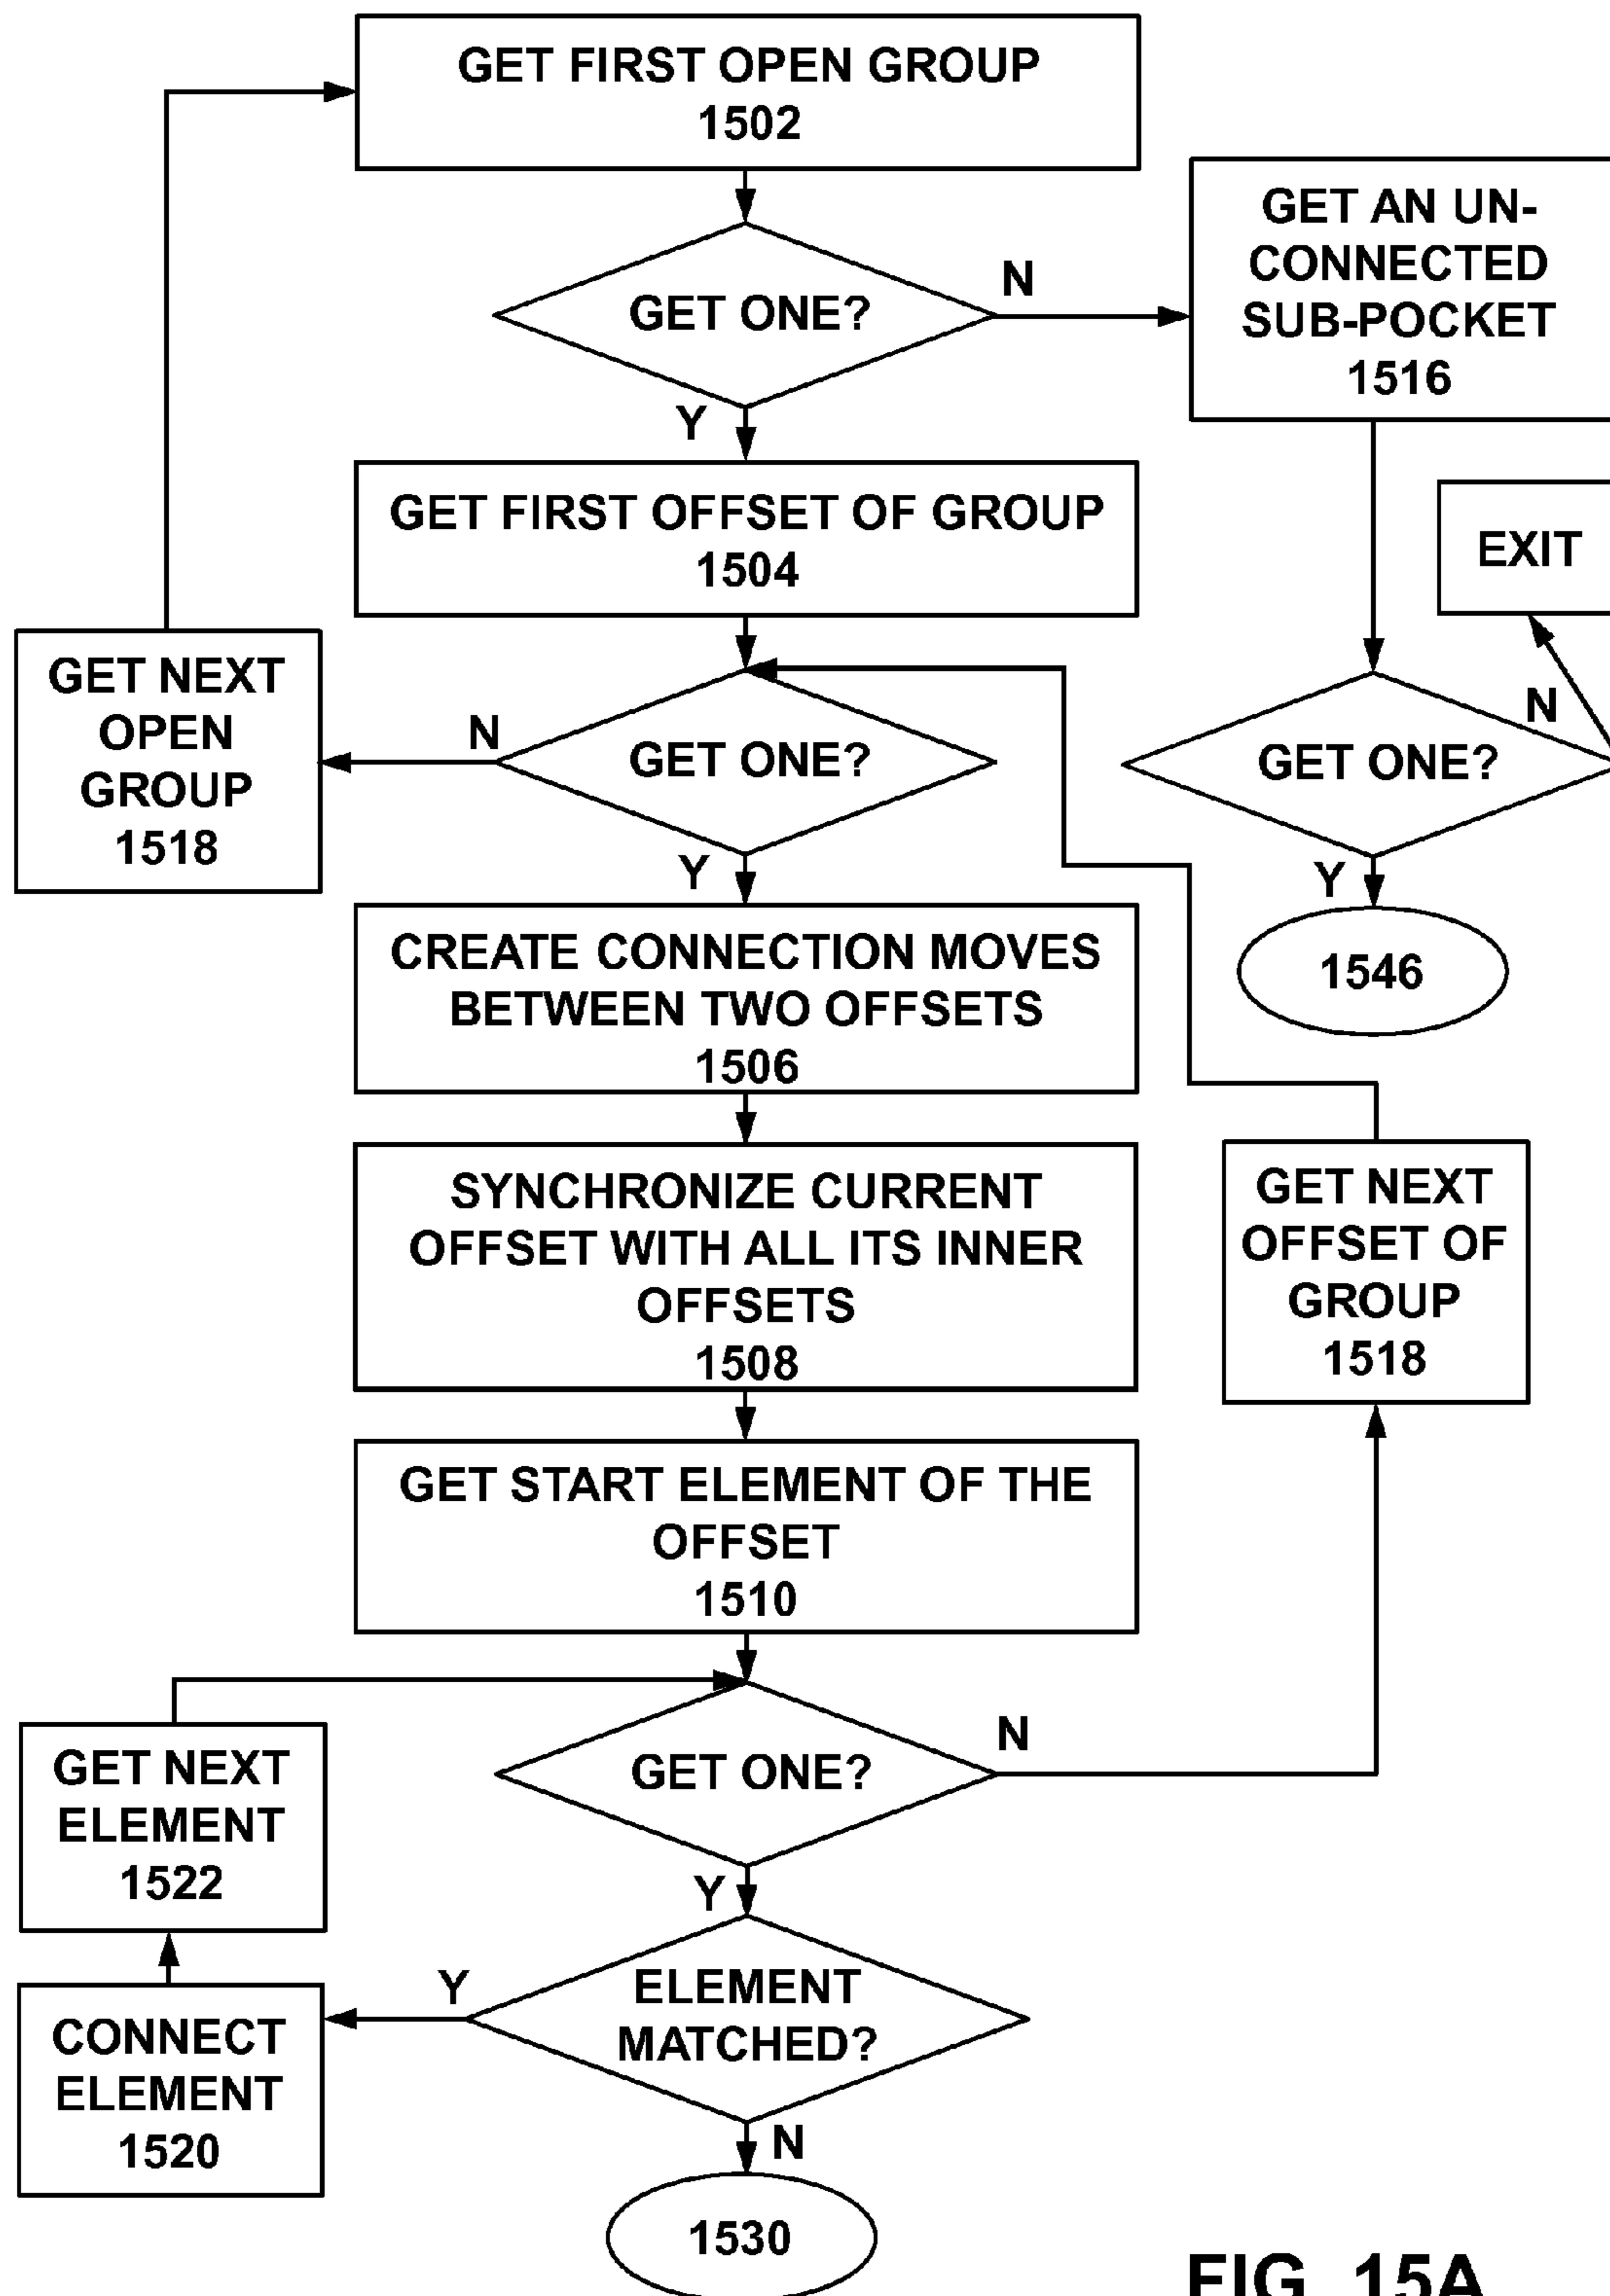 GET FIRST OPEN GROUP
1502
GET AN UN-
CONNECTED
SUB-POCKET
1516
GET ONE?
N
Y
GET FIRST OFFSET OF GROUP
1504
EXIT
GET NEXT
OPEN
GROUP
1518
N
GET ONE?
Y
N
GET ONE?
Y
1546
CREATE CONNECTION MOVES
BETWEEN TWO OFFSETS
1506
SYNCHRONIZE CURRENT
OFFSET WITH ALL ITS INNER
OFFSETS
1508
GET NEXT
OFFSET OF
GROUP
1518
GET START ELEMENT OF THE
OFFSET
1510
GET NEXT
ELEMENT
1522
GET ONE?
N
Y
ELEMENT
MATCHED?
Y
N
CONNECT
ELEMENT
1520
1530
FIG. 15A